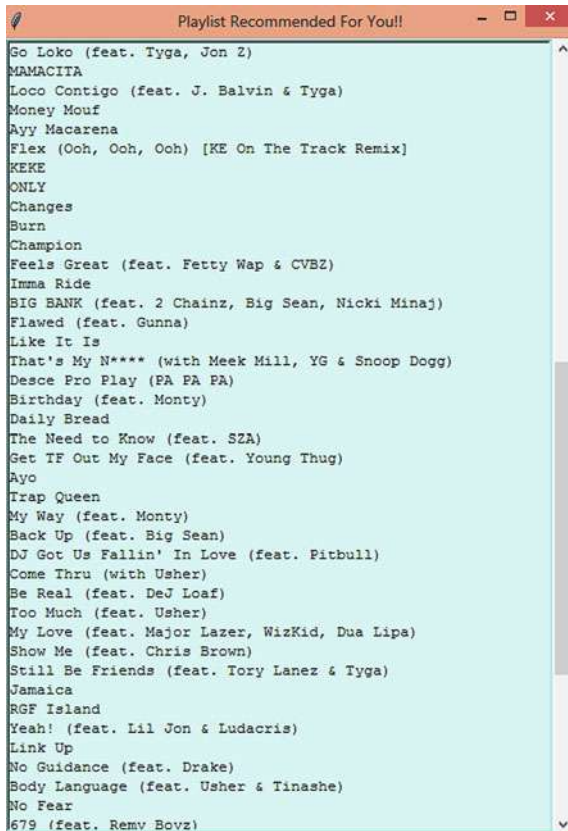 Playlist Recommended For You!!
Go Loko (feat. Tyga, Jon Z)
MAMACITA
Loco Contigo (feat. J. Balvin & Tyga)
Money Mouf
Ayy Macarena
Flex (Ooh, Ooh, Ooh) [KE On The Track Remix]
KEKE
ONLY
Changes
Burn
Champion
Feels Great (feat. Fetty Wap & CVBZ)
Imma Ride
BIG BANK (feat. 2 Chainz, Big Sean, Nicki Minaj)
Flawed (feat. Gunna)
Like It Is
That's My N**** (with Meek Mill, YG & Snoop Dogg)
Desce Pro Play (PA PA PA)
Birthday (feat. Monty)
Daily Bread
The Need to Know (feat. SZA)
Get TF Out My Face (feat. Young Thug)
Ayo
Trap Queen
My Way (feat. Monty)
Back Up (feat. Big Sean)
DJ Got Us Fallin' In Love (feat. Pitbull)
Come Thru (with Usher)
Be Real (feat. DeJ Loaf)
Too Much (feat. Usher)
My Love (feat. Major Lazer, WizKid, Dua Lipa)
Show Me (feat. Chris Brown)
Still Be Friends (feat. Tory Lanez & Tyga)
Jamaica
RGF Island
Yeah! (feat. Lil Jon & Ludacris)
Link Up
No Guidance (feat. Drake)
Body Language (feat. Usher & Tinashe)
No Fear
679 (feat. Remy Boyz)